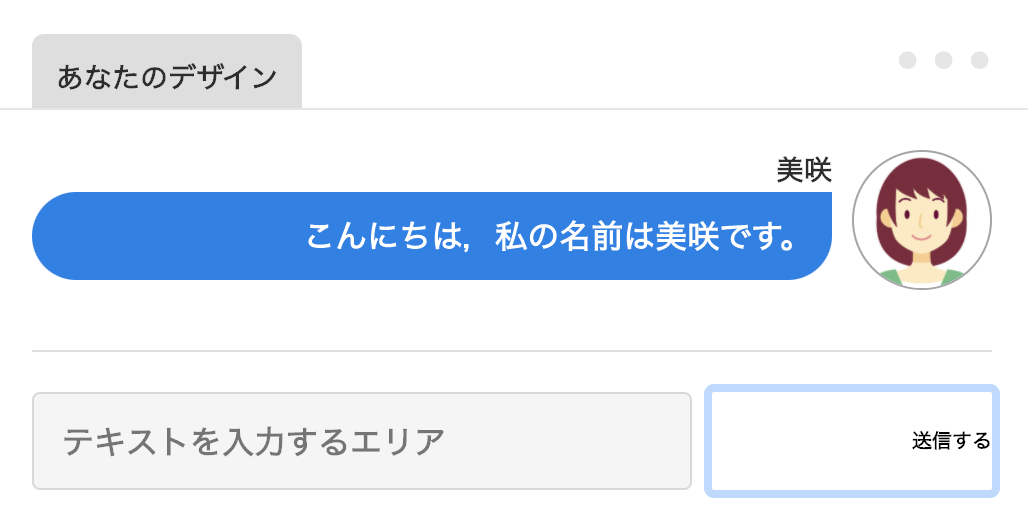 あなたのデザイン
美咲
こんにちは，私の名前は美咲です。
テキストを入力するエリア
送信する